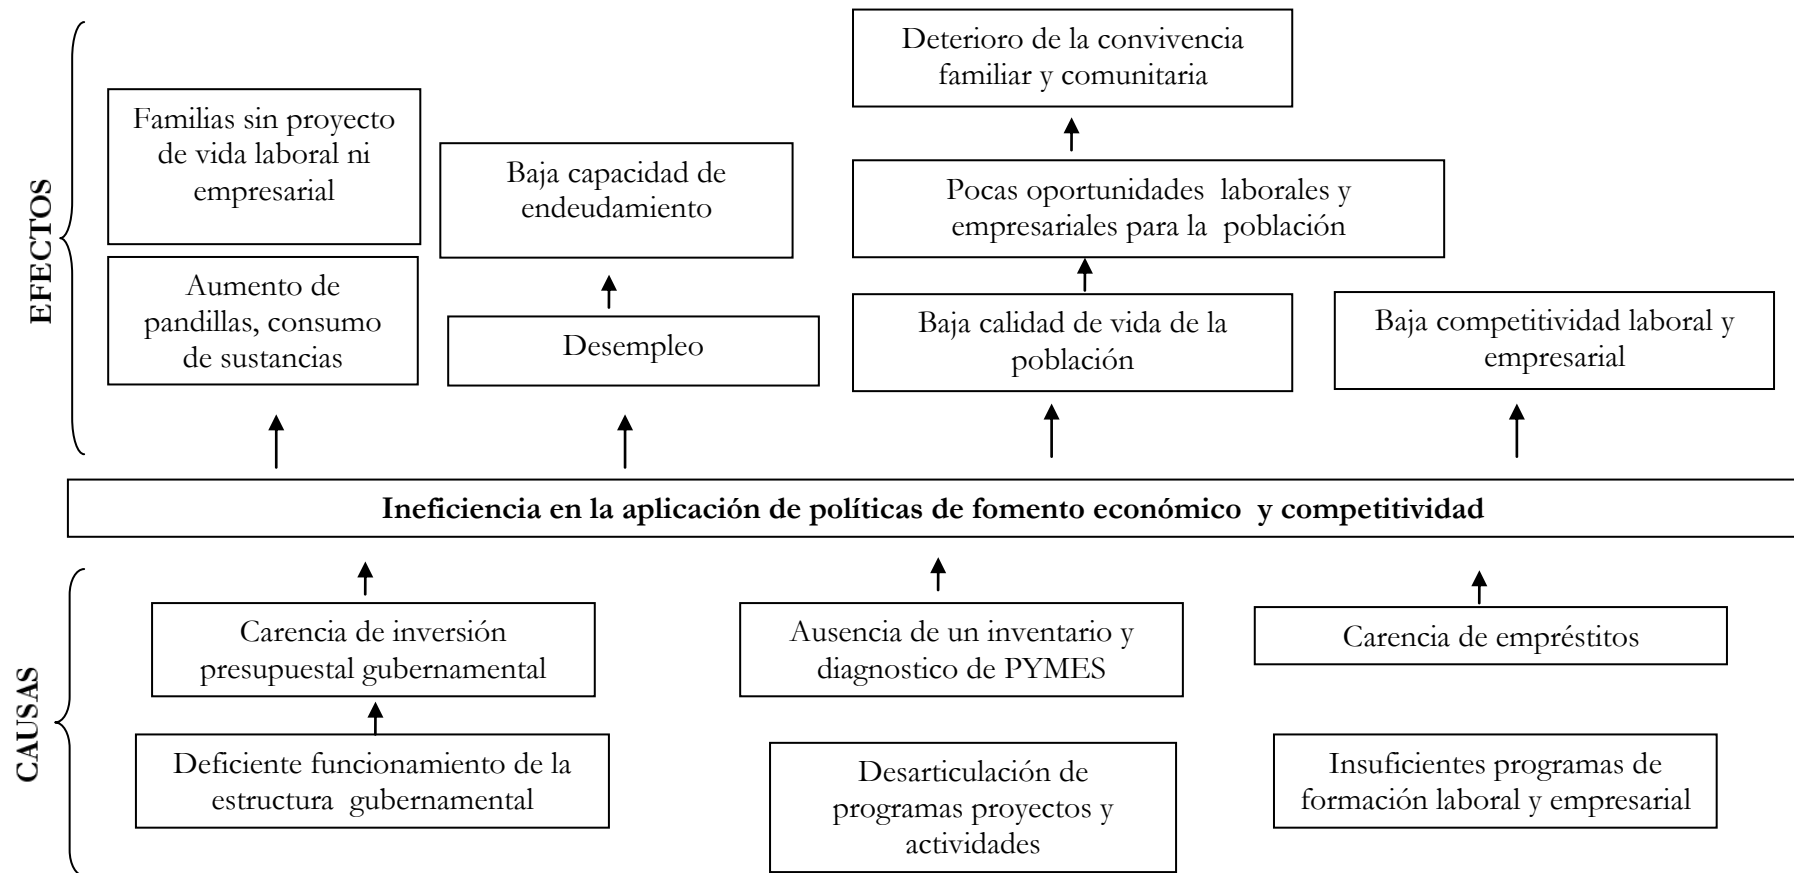 EFECTOS
Deterioro de la convivencia
familiar y comunitaria
Familias sin proyecto
de vida laboral ni
empresarial
Baja capacidad de
endeudamiento
Pocas oportunidades laborales y
empresariales para la población
Aumento de
pandillas, consumo
de sustancias
Desempleo
Baja calidad de vida de la
población
Baja competitividad laboral y
empresarial
Ineficiencia en la aplicación de políticas de fomento económico y competitividad
CAUSAS
Carencia de inversión
presupuestal gubernamental
Ausencia de un inventario y
diagnostico de PYMES
Carencia de empréstitos
Deficiente funcionamiento de la
estructura gubernamental
Desarticulación de
programas proyectos y
actividades
Insuficientes programas de
formación laboral y empresarial